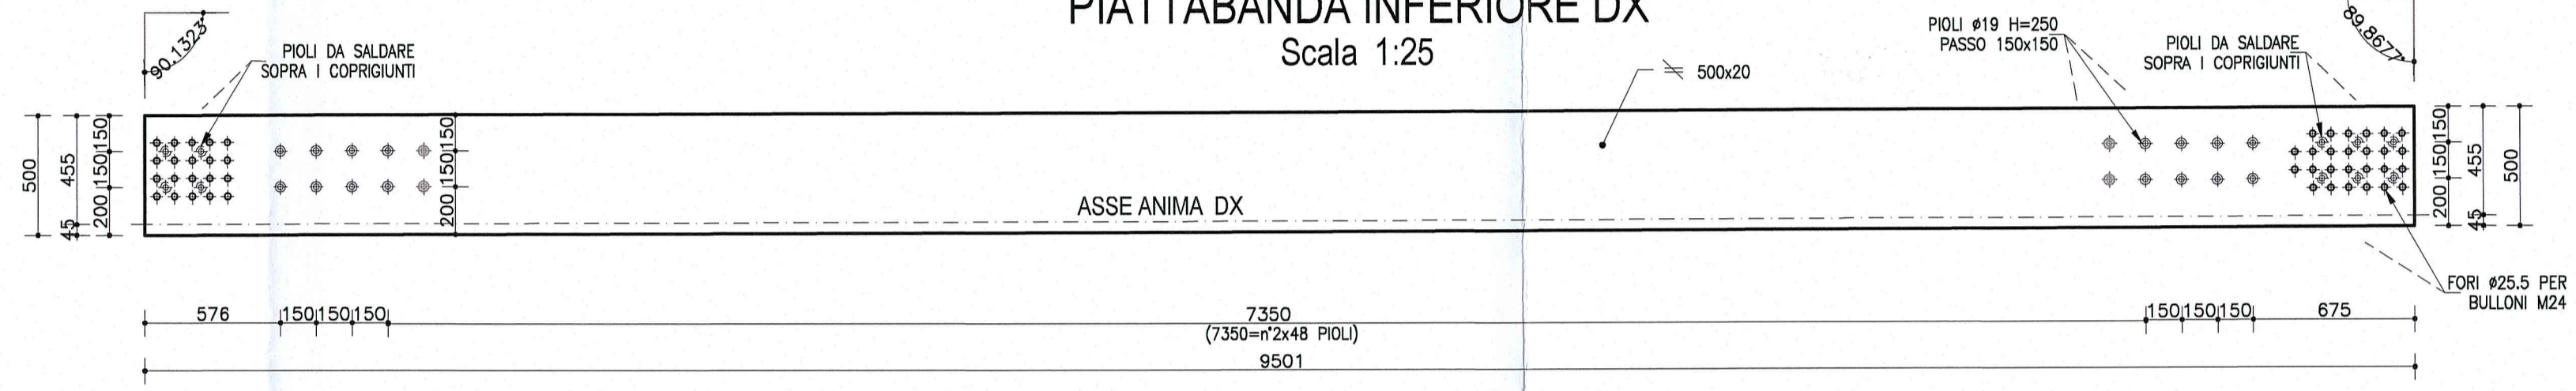 PIATTABANDA INFERIORE DX
Scala 1:25
90.1323°
PIOLI DA SALDARE
SOPRA I COPRIGIUNTI
500x20
PIOLI ø19 H=250
PASSO 150x150
PIOLI DA SALDARE
SOPRA I COPRIGIUNTI
89.8677°
500
455
45
150
150
200
150
150
200
ASSE ANIMA DX
150
150
200
455
45
500
FORI ø25.5 PER
BULLONI M24
576
150
150
150
7350
(7350=n°2x48 PIOLI)
150
150
150
675
9501